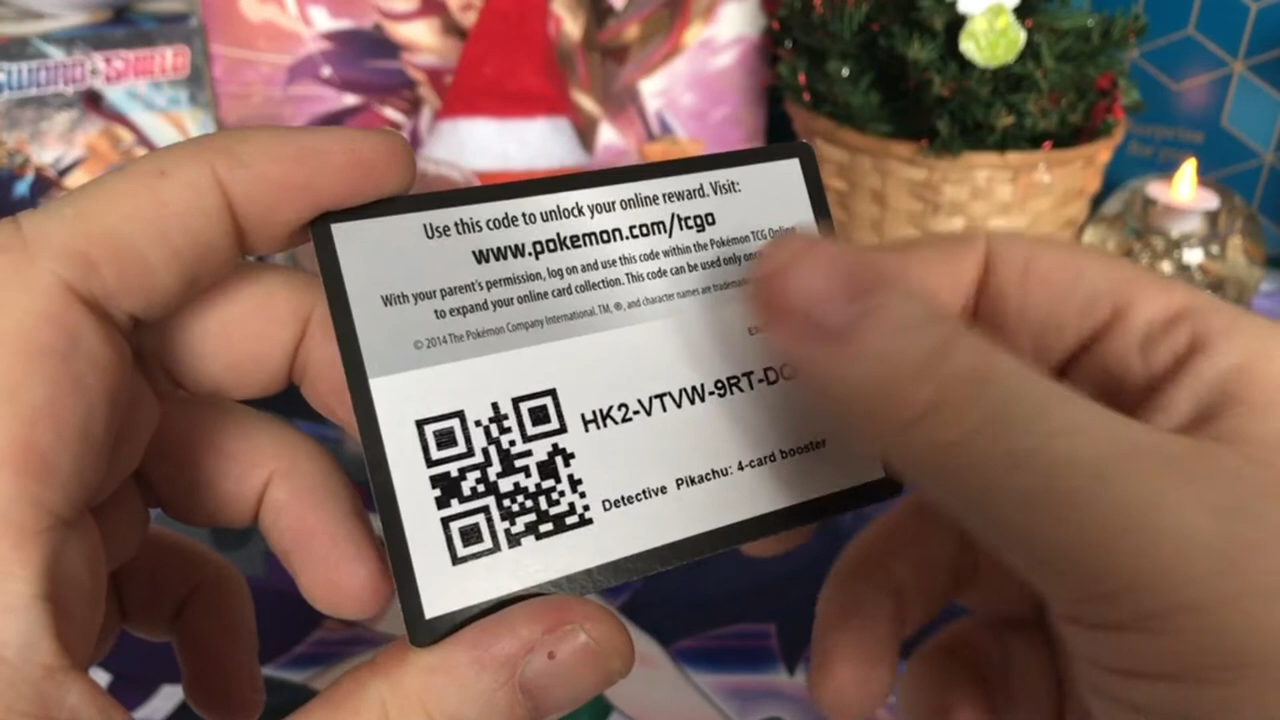 SWORD & SHIELD
Use this code to unlock your online reward. Visit:
www.pokemon.com/tcgo
With your parent's permission, log on and use this code within the Pokémon TCG Online
to expand your online card collection. This code can be used only
© 2014 The Pokémon Company International. TM, ®, and character names are
HK2-VTVW-9RT-
Detective Pikachu: 4-card booster